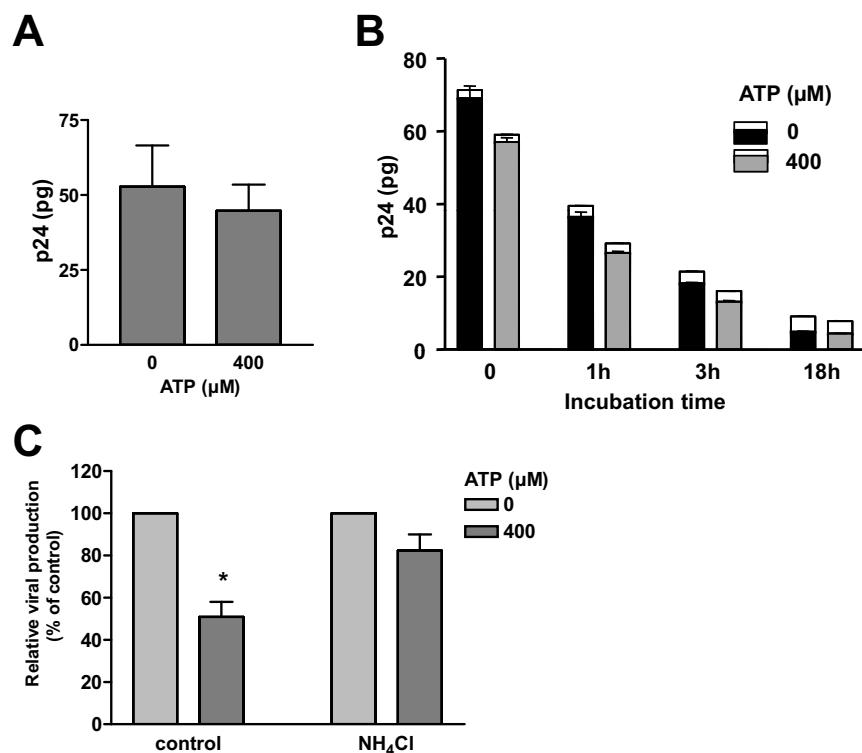 A
p24 (pg)
75
50
25
0
0 400
ATP (µM)
B
p24 (pg)
80
60
40
20
0
0 1h 3h 18h
Incubation time
ATP (µM)
0
400
C
Relative viral production
(% of control)
120
100
80
60
40
20
0
*
control NH₄Cl
ATP (µM)
0
400